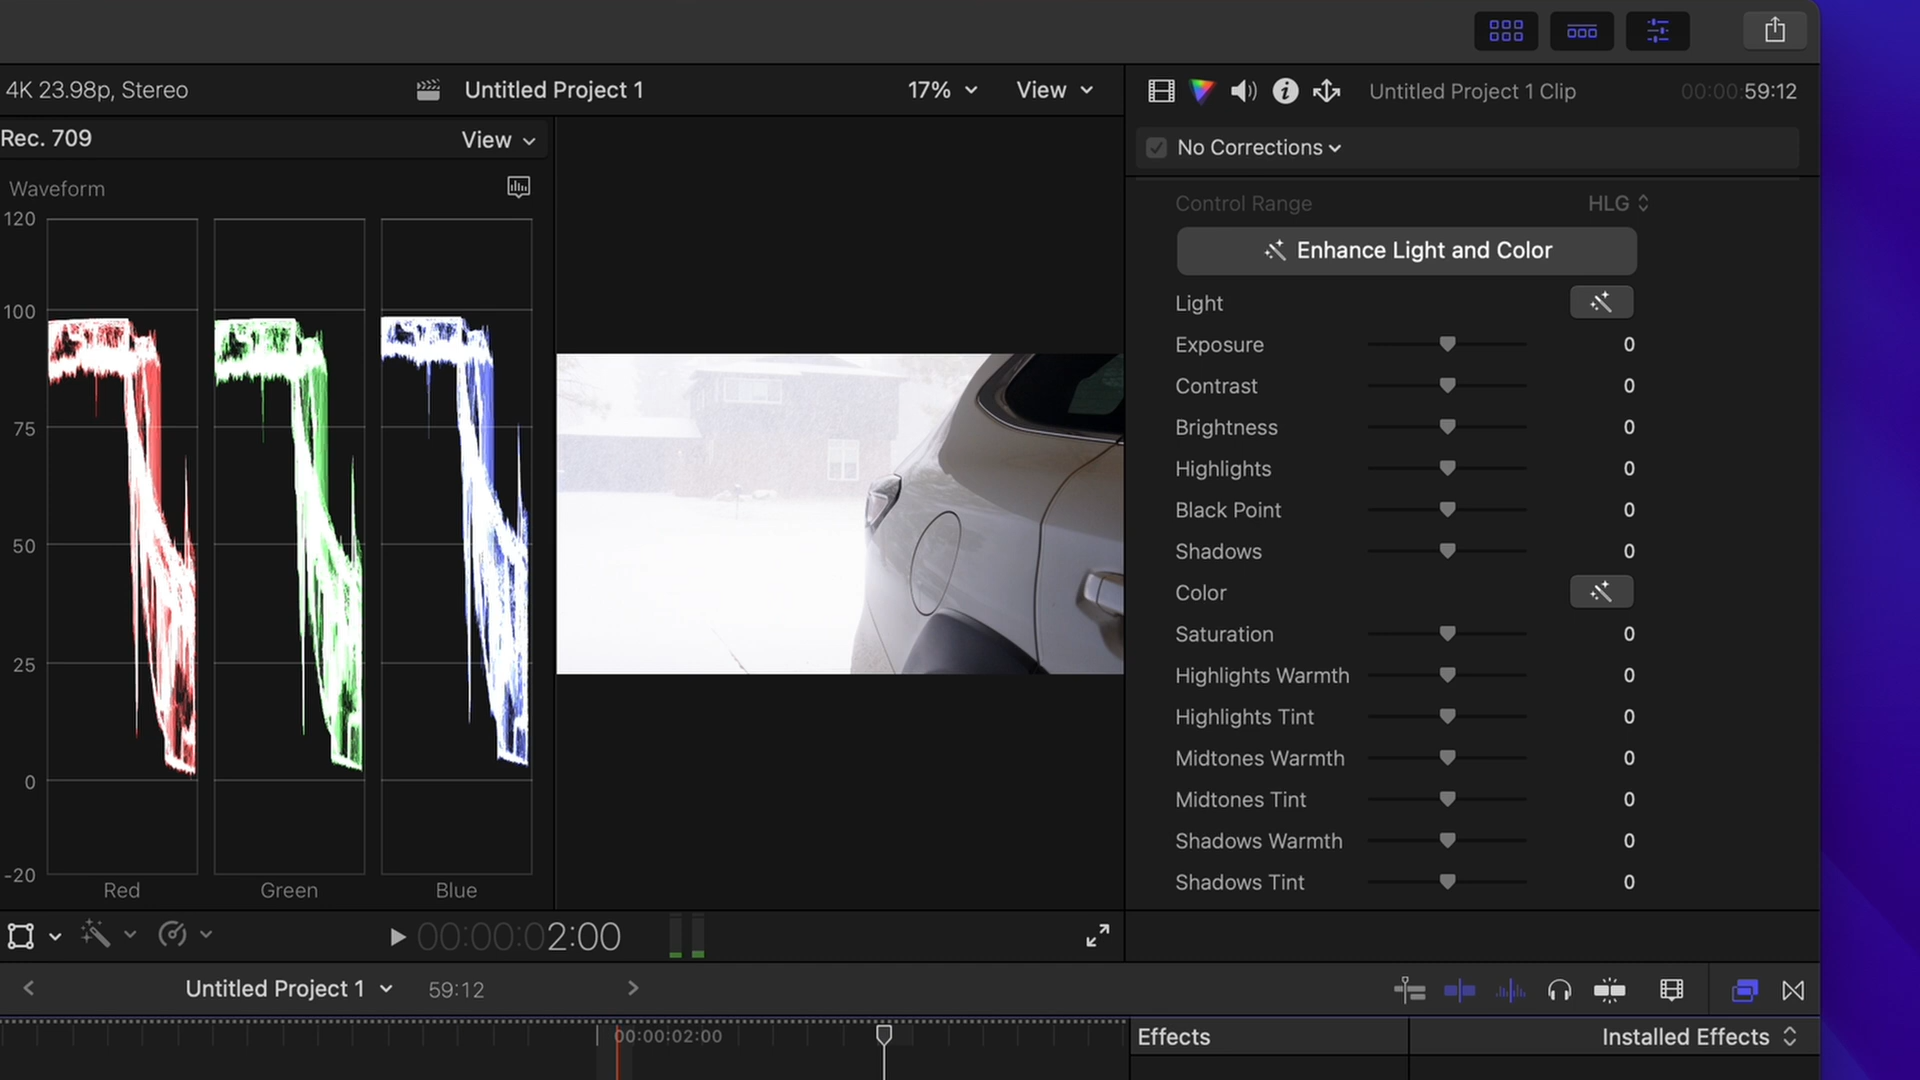 4K 23.98p, Stereo
Untitled Project 1
17%
View
Untitled Project 1 Clip
00:00:59:12
Rec. 709
View
No Corrections
Waveform
Control Range
HLG
120
100
75
50
25
0
-20
Red
Green
Blue
Enhance Light and Color
Light
Exposure 0
Contrast 0
Brightness 0
Highlights 0
Black Point 0
Shadows 0
Color
Saturation 0
Highlights Warmth 0
Highlights Tint 0
Midtones Warmth 0
Midtones Tint 0
Shadows Warmth 0
Shadows Tint 0
00:00:02:00
Untitled Project 1
59:12
00:00:02:00
Effects
Installed Effects